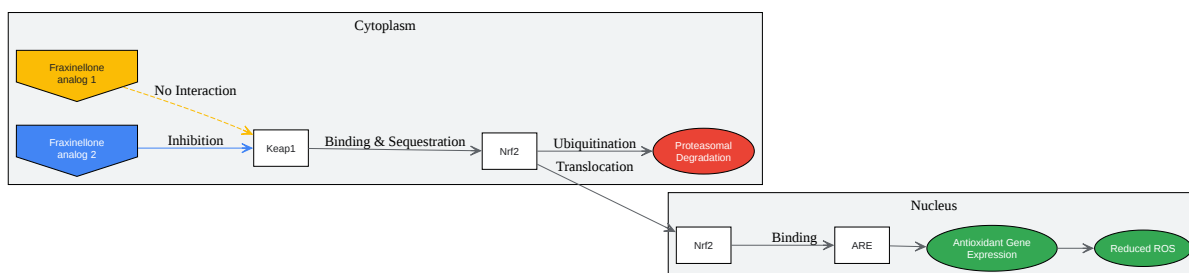 Cytoplasm
Fraxinellone
analog 1
No Interaction
Fraxinellone
analog 2
Inhibition
Keap1
Binding & Sequestration
Nrf2
Ubiquitination
Translocation
Proteasomal
Degradation
Nucleus
Nrf2
Binding
ARE
Antioxidant Gene
Expression
Reduced ROS